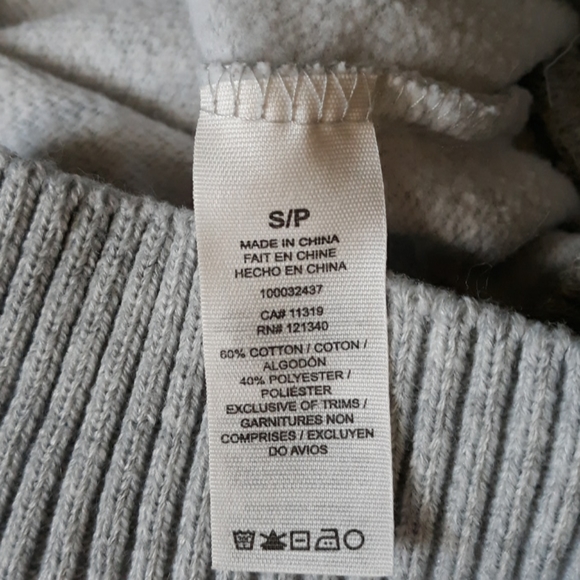 S/P
MADE IN CHINA
FAIT EN CHINE
HECHO EN CHINA
100032437
CA# 11319
RN# 121340
60% COTTON / COTON /
ALGODÓN
40% POLYESTER /
POLIÉSTER
EXCLUSIVE OF TRIMS /
GARNITURES NON
COMPRISES / EXCLUYEN
DO AVIOS